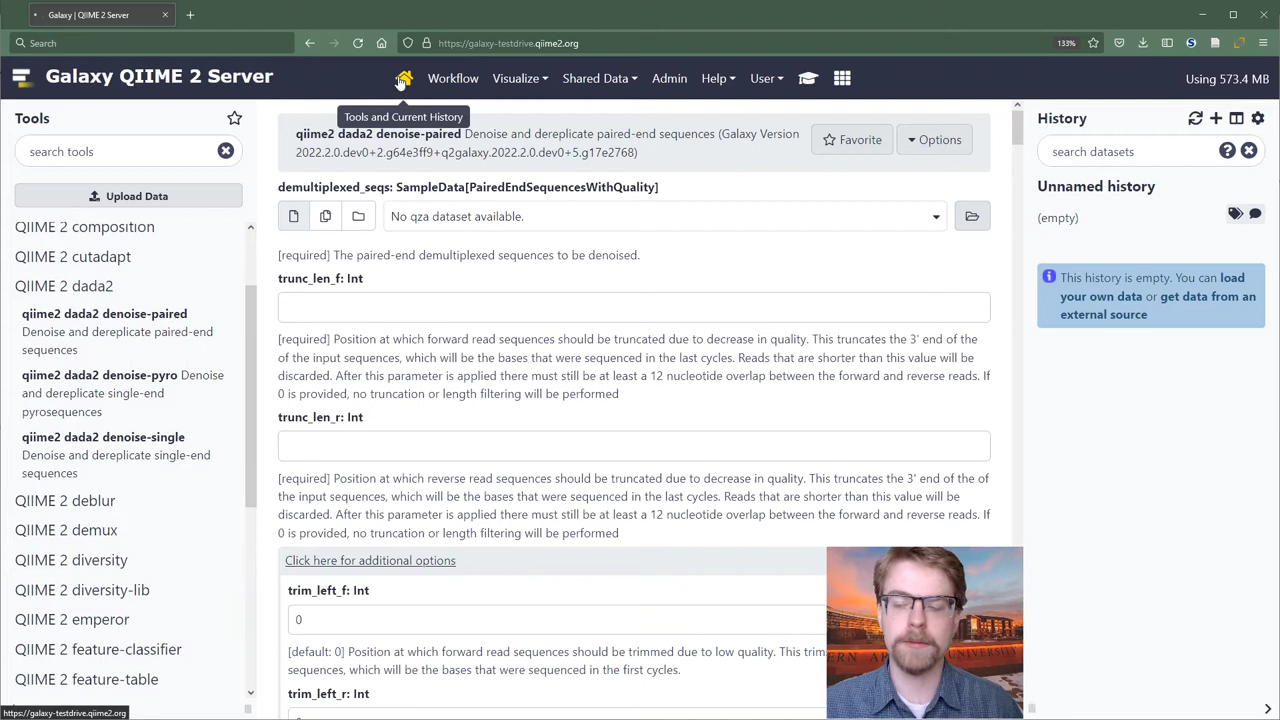 Galaxy | QIIME 2 Server
Search
https://galaxy-testdrive.qiime2.org
133%
Galaxy QIIME 2 Server
Workflow
Visualize
Shared Data
Admin
Help
User
Using 573.4 MB
Tools and Current History
Tools
search tools
Upload Data
QIIME 2 composition
QIIME 2 cutadapt
QIIME 2 dada2
qiime2 dada2 denoise-paired
Denoise and dereplicate paired-end
sequences
qiime2 dada2 denoise-pyro Denoise
and dereplicate single-end
pyrosequences
qiime2 dada2 denoise-single
Denoise and dereplicate single-end
sequences
QIIME 2 deblur
QIIME 2 demux
QIIME 2 diversity
QIIME 2 diversity-lib
QIIME 2 emperor
QIIME 2 feature-classifier
QIIME 2 feature-table
https://galaxy-testdrive.qiime2.org
qiime2 dada2 denoise-paired Denoise and dereplicate paired-end sequences (Galaxy Version
2022.2.0.dev0+2.g64e3ff9+q2galaxy.2022.2.0.dev0+5.g17e2768)
Favorite
Options
demultiplexed_seqs: SampleData[PairedEndSequencesWithQuality]
No qza dataset available.
[required] The paired-end demultiplexed sequences to be denoised.
trunc_len_f: Int
[required] Position at which forward read sequences should be truncated due to decrease in quality. This truncates the 3' end of the
of the input sequences, which will be the bases that were sequenced in the last cycles. Reads that are shorter than this value will be
discarded. After this parameter is applied there must still be at least a 12 nucleotide overlap between the forward and reverse reads. If
0 is provided, no truncation or length filtering will be performed
trunc_len_r: Int
[required] Position at which reverse read sequences should be truncated due to decrease in quality. This truncates the 3' end of the of
the input sequences, which will be the bases that were sequenced in the last cycles. Reads that are shorter than this value will be
discarded. After this parameter is applied there must still be at least a 12 nucleotide overlap between the forward and reverse reads. If
0 is provided, no truncation or length filtering will be performed
Click here for additional options
trim_left_f: Int
0
[default: 0] Position at which forward read sequences should be trimmed due to low quality. This trim
sequences, which will be the bases that were sequenced in the first cycles.
trim_left_r: Int
History
search datasets
Unnamed history
(empty)
This history is empty. You can load
your own data or get data from an
external source